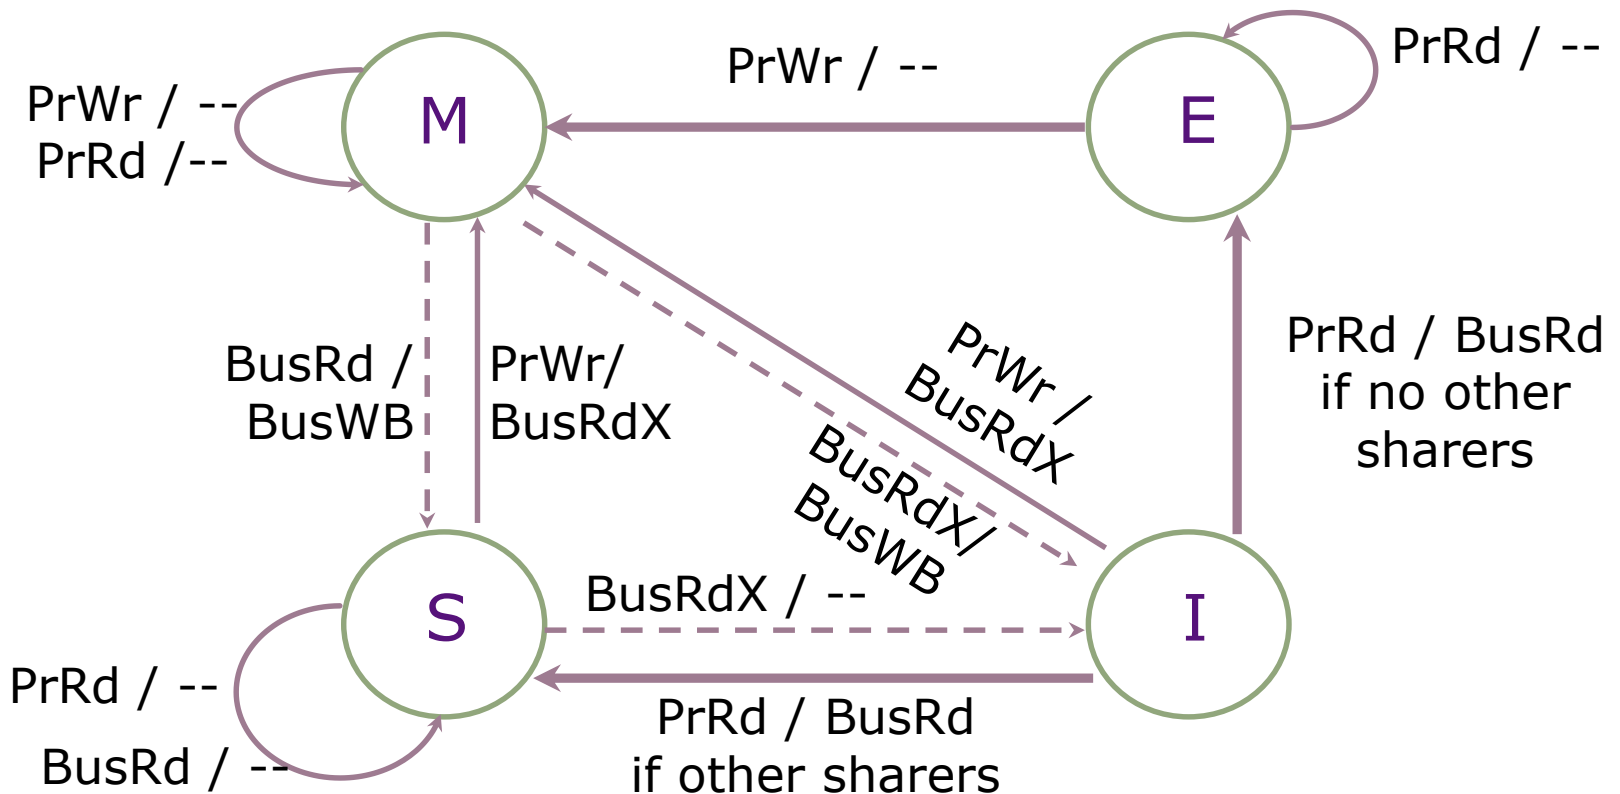 PrWr / --
PrRd / --
M
E
PrWr / --
PrRd /--
BusRd /
BusWB
PrWr/
BusRdX
PrWr /
BusRdX
BusRdX/
BusWB
PrRd / BusRd
if no other
sharers
BusRdX / --
S
I
PrRd / --
BusRd / --
PrRd / BusRd
if other sharers